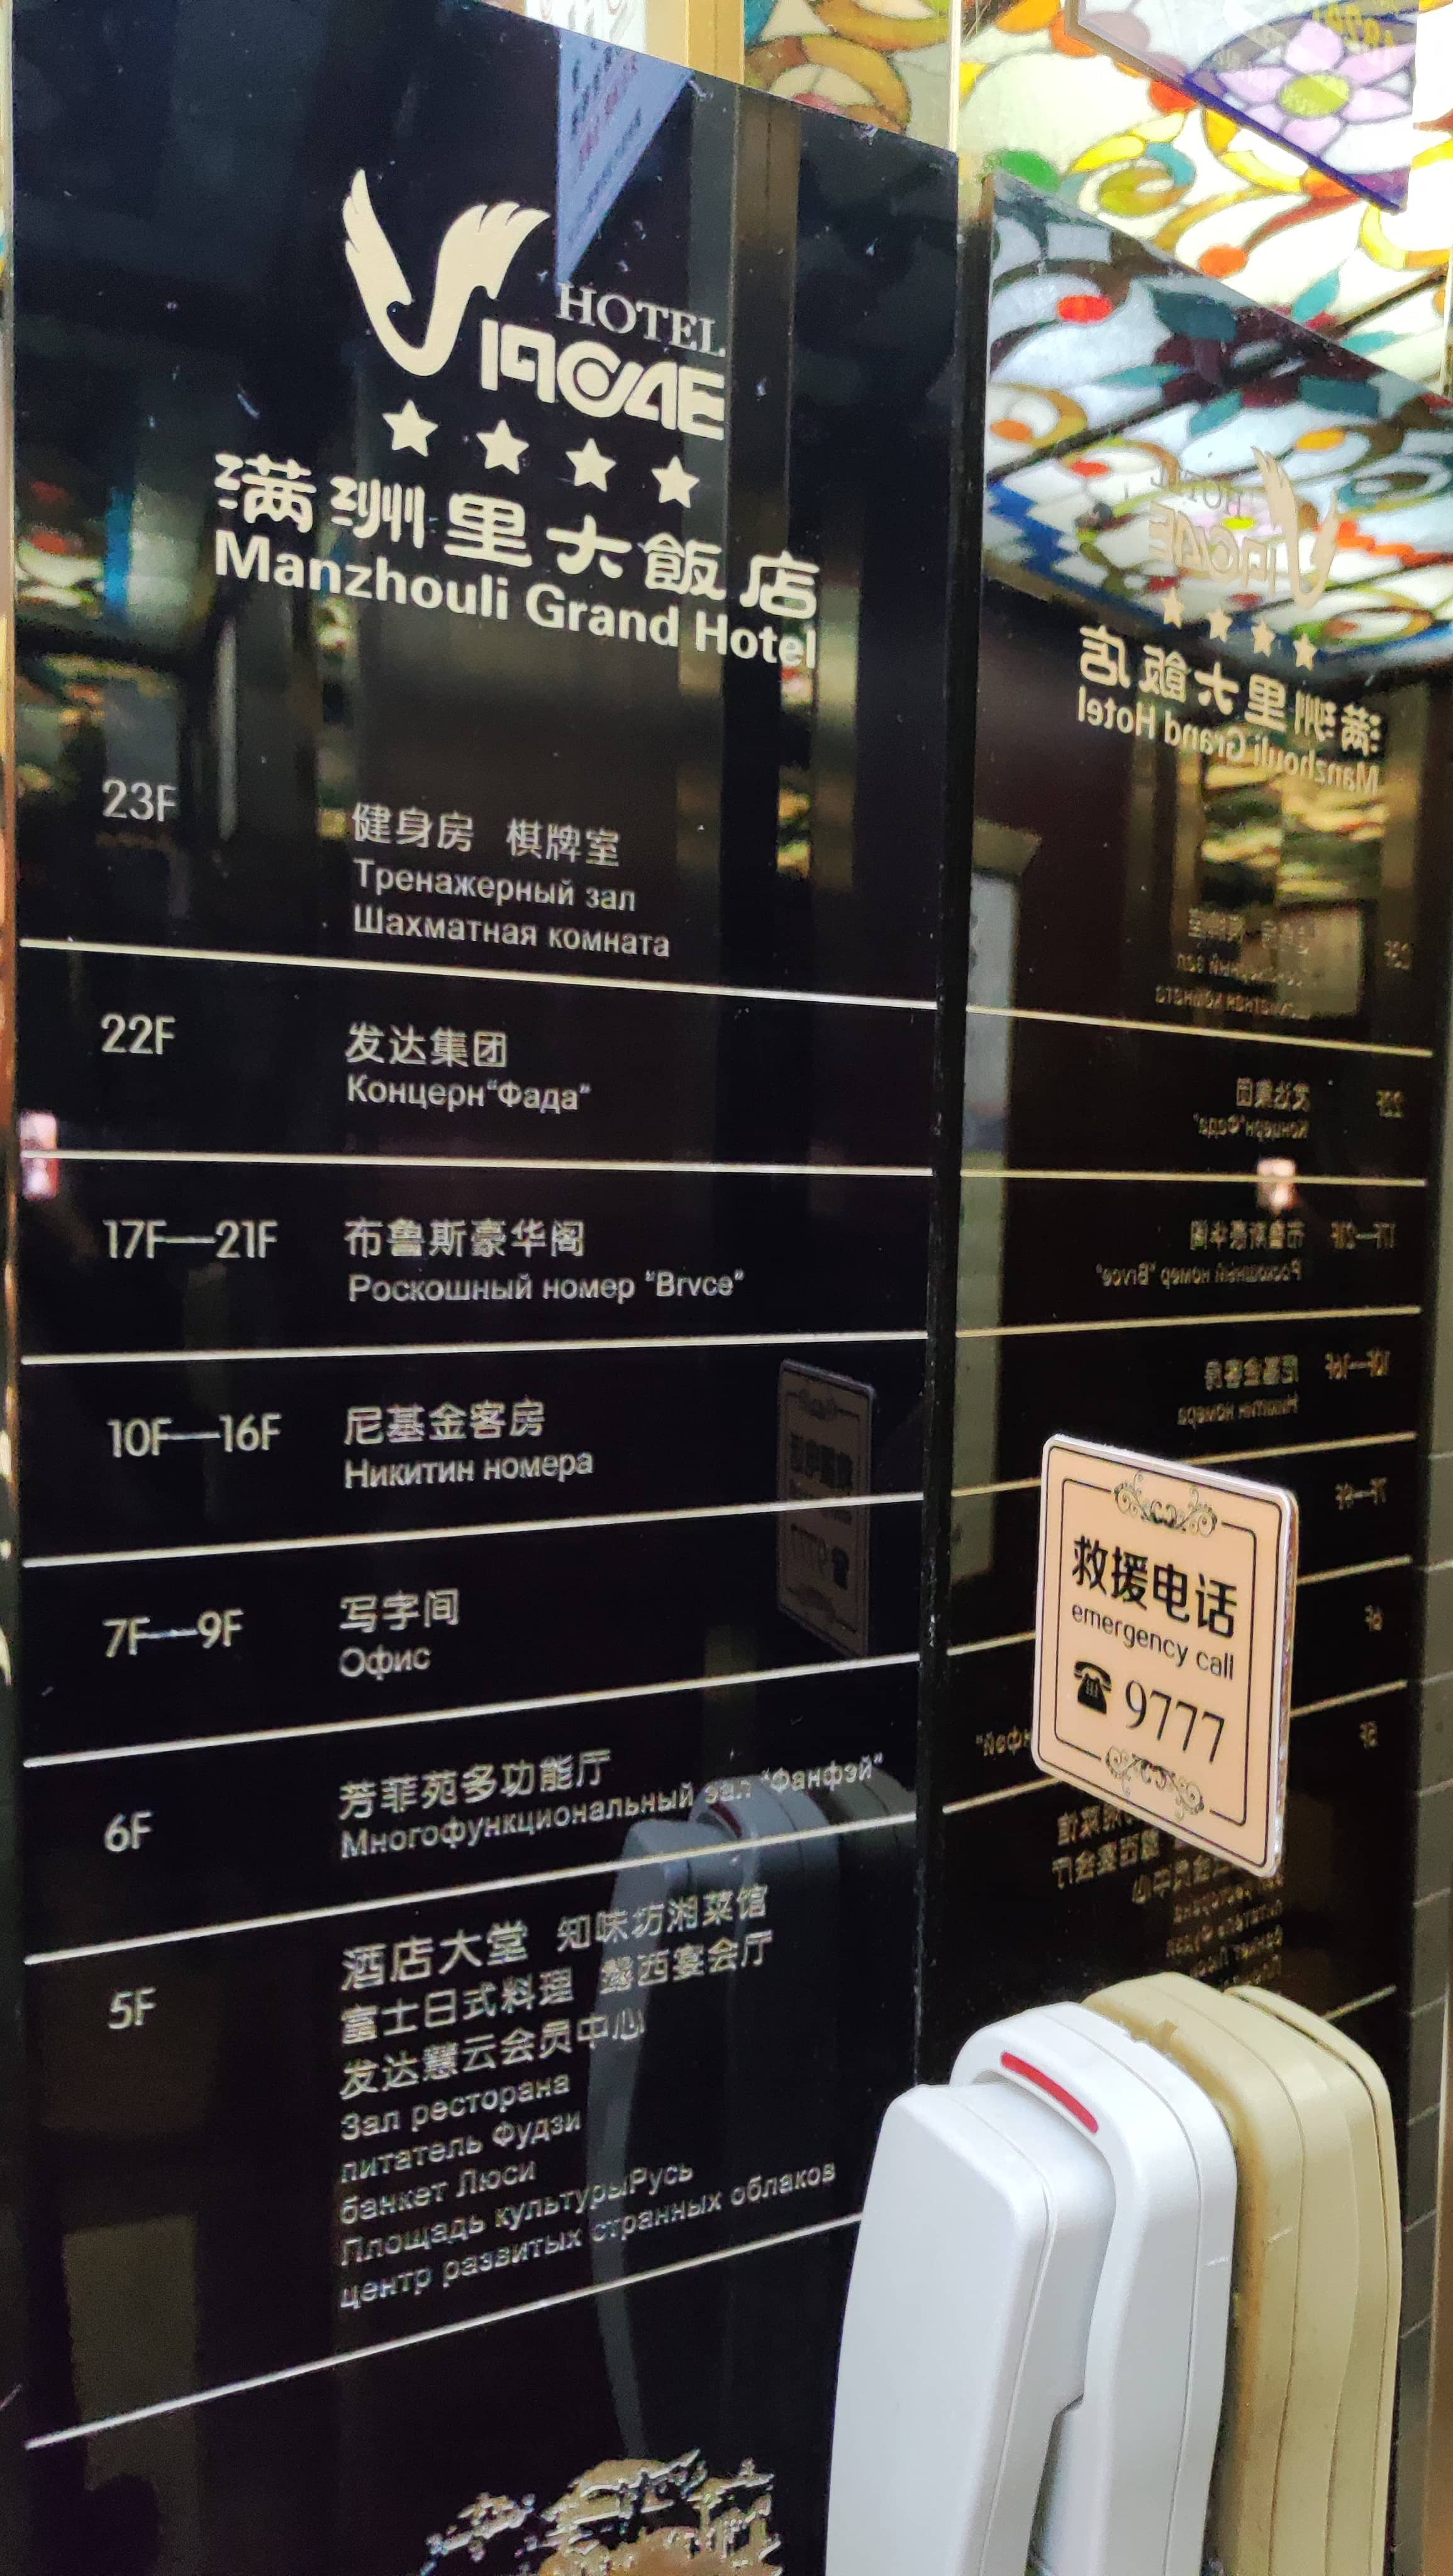 HOTEL
满洲里大飯店
Manzhouli Grand Hotel
23F
健身房 棋牌室
Тренажерный зал
Шахматная комната
22F
发达集团
Концерн"Фада"
17F—21F
布鲁斯豪华阁
Роскошный номер "Brvce"
10F—16F
尼基金客房
Никитин номера
7F—9F
写字间
Офис
6F
芳菲苑多功能厅
Многофункциональный зал "Фанфэй"
5F
酒店大堂 知味坊湘菜馆
富士日式料理 露西宴会厅
发达慧云会员中心
Зал ресторана
питатель Фудзи
банкет Люси
Площадь культурыРусь
центр развитых странных облаков
救援电话
emergency call
☎ 9777